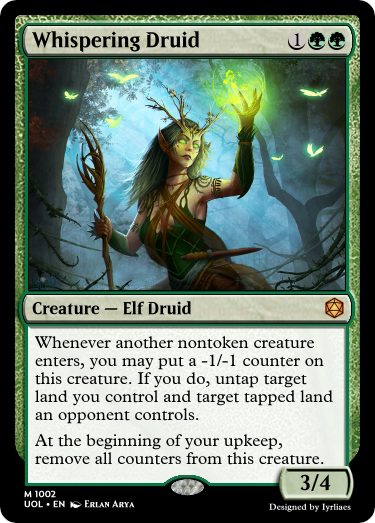 Whispering Druid 1
Creature — Elf Druid
Whenever another nontoken creature
enters, you may put a -1/-1 counter on
this creature. If you do, untap target
land you control and target tapped land
an opponent controls.
At the beginning of your upkeep,
remove all counters from this creature.
3/4
M 1002
UOL • EN Erlan Arya
Designed by Iyrliaes